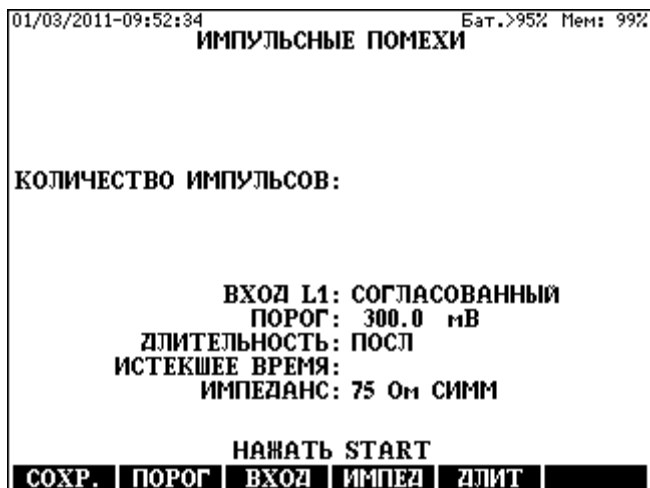 01/03/2011-09:52:34 Бат.>95% Мем: 99%
ИМПУЛЬСНЫЕ ПОМЕХИ
КОЛИЧЕСТВО ИМПУЛЬСОВ:
ВХОД L1: СОГЛАСОВАННЫЙ
ПОРОГ: 300.0 мВ
ДЛИТЕЛЬНОСТЬ: ПОСЛ
ИСТЕКШЕЕ ВРЕМЯ:
ИМПЕДАНС: 75 Ом СИММ
НАЖАТЬ START
СОХР. ПОРОГ ВХОД ИМПЕД ДЛИТ